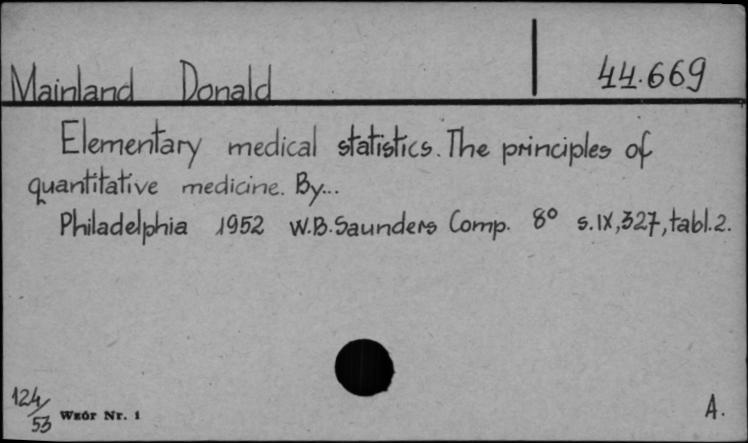 Mainland Donald 44.669
Elementary medical statistics. The principles of
quantitative medicine. By...
Philadelphia 1952 W.B. Saunders Comp. 8° s. IX, 327, tabl. 2.
124/53 Wzór Nr. 1 A.